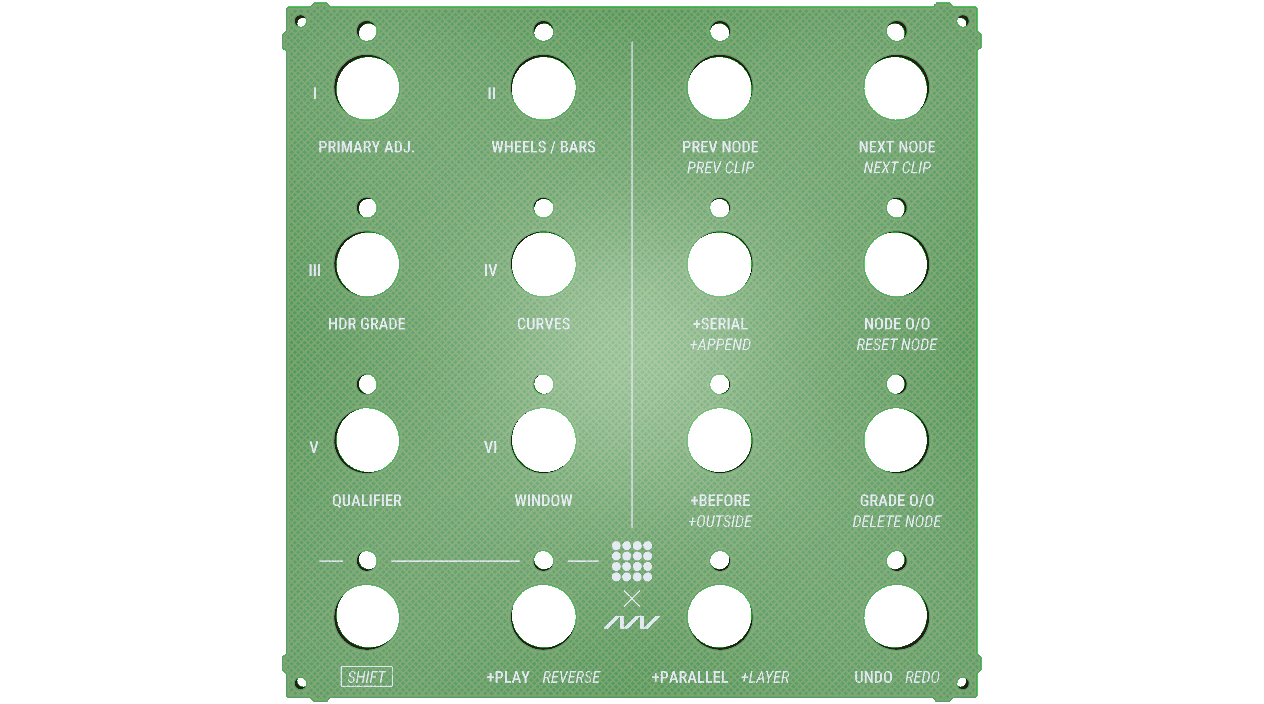 I II
PRIMARY ADJ. WHEELS / BARS PREV NODE NEXT NODE
PREV CLIP NEXT CLIP
III IV
HDR GRADE CURVES +SERIAL NODE O/O
+APPEND RESET NODE
V VI
QUALIFIER WINDOW +BEFORE GRADE O/O
+OUTSIDE DELETE NODE
SHIFT +PLAY REVERSE +PARALLEL +LAYER UNDO REDO